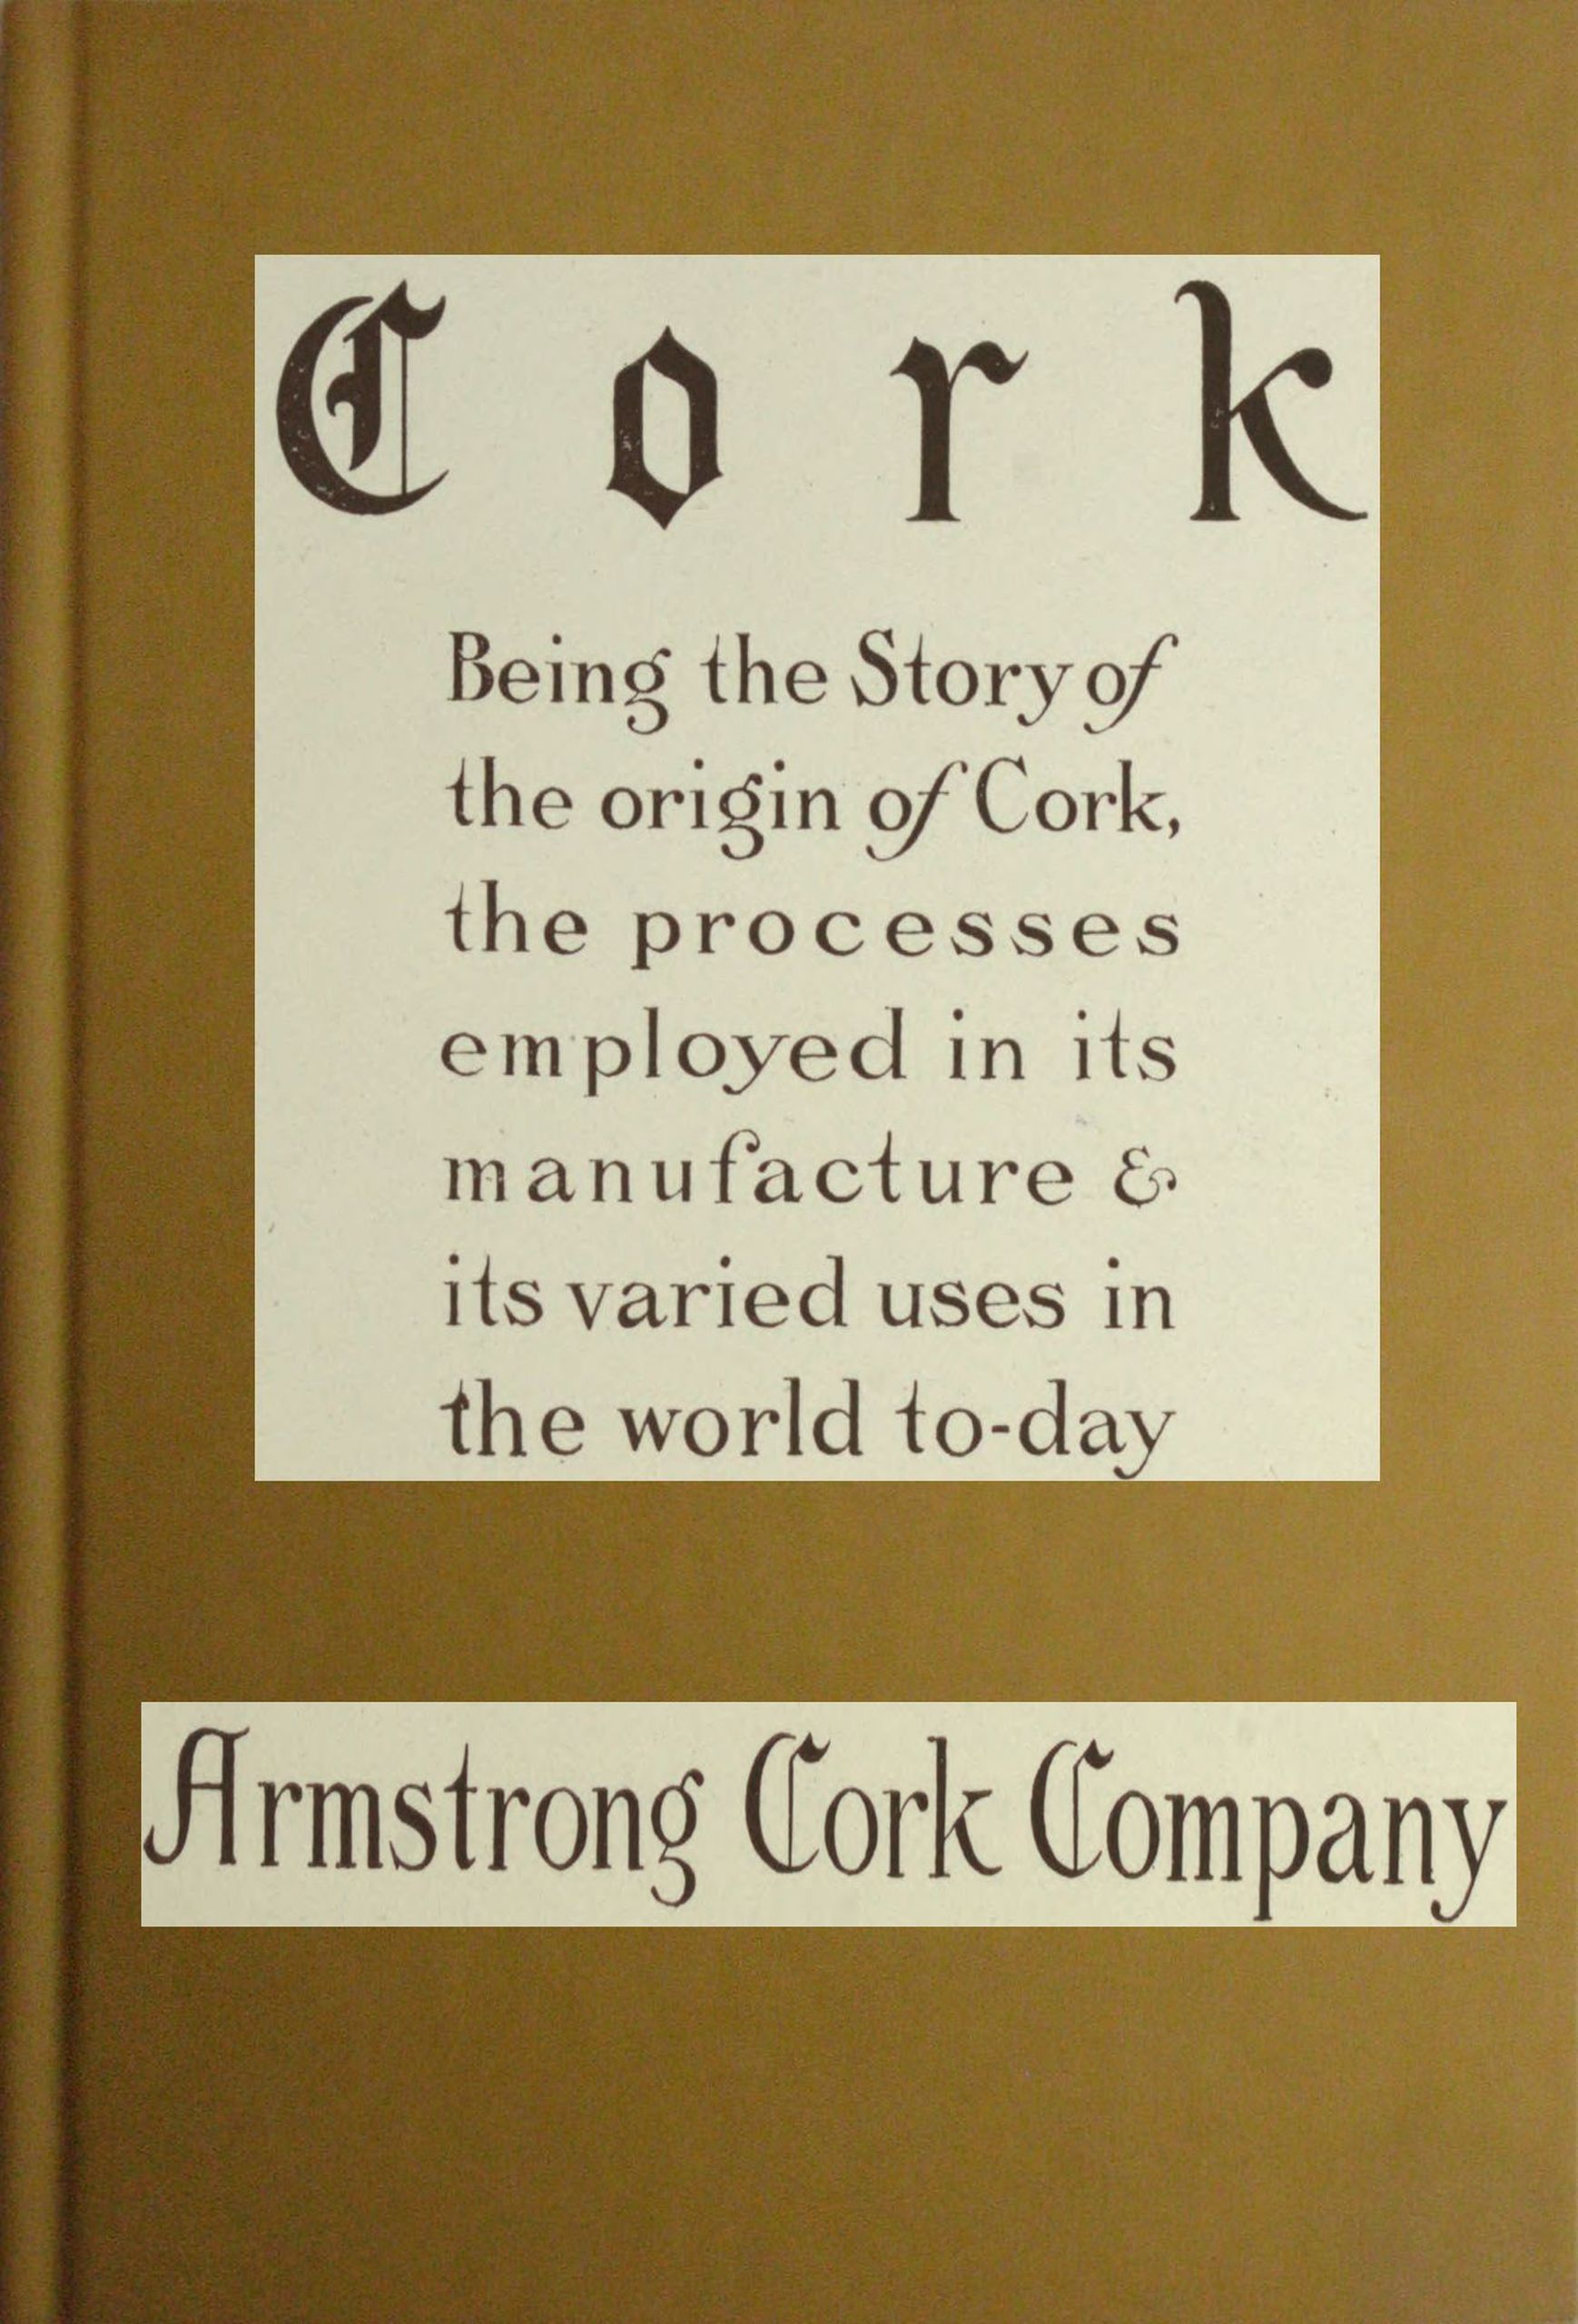 Cork
Being the Story of
the origin of Cork,
the processes
employed in its
manufacture &
its varied uses in
the world to-day
Armstrong Cork Company